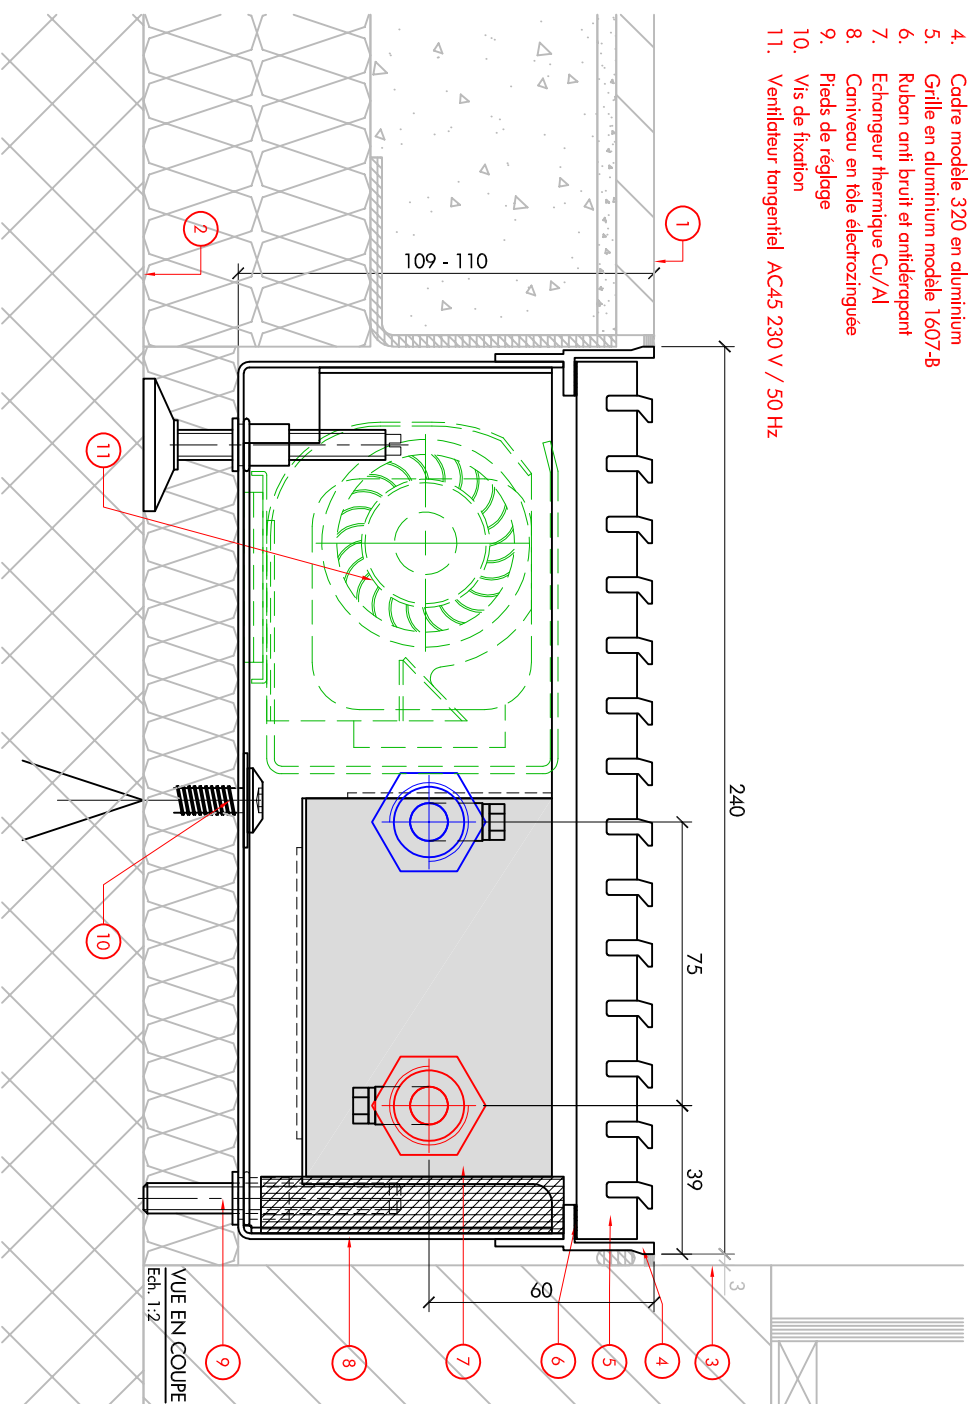 4. Cadre modèle 320 en aluminium
5. Grille en aluminium modèle 1607-B
6. Ruban anti bruit et antidérapant
7. Echangeur thermique Cu/Al
8. Caniveau en tôle électrozinguée
9. Pieds de réglage
10. Vis de fixation
11. Ventilateur tangentiel AC45 230 V / 50 Hz
1
2
109 - 110
11
240
75
10
39
3
60
3
4
5
6
7
8
9
VUE EN COUPE
Ech. 1:2